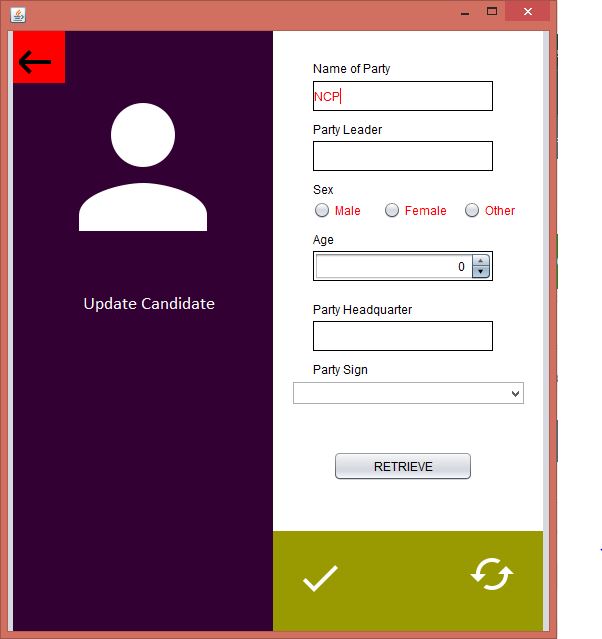 Update Candidate
Name of Party
NCP
Party Leader
Sex
Male Female Other
Age
0
Party Headquarter
Party Sign
RETRIEVE